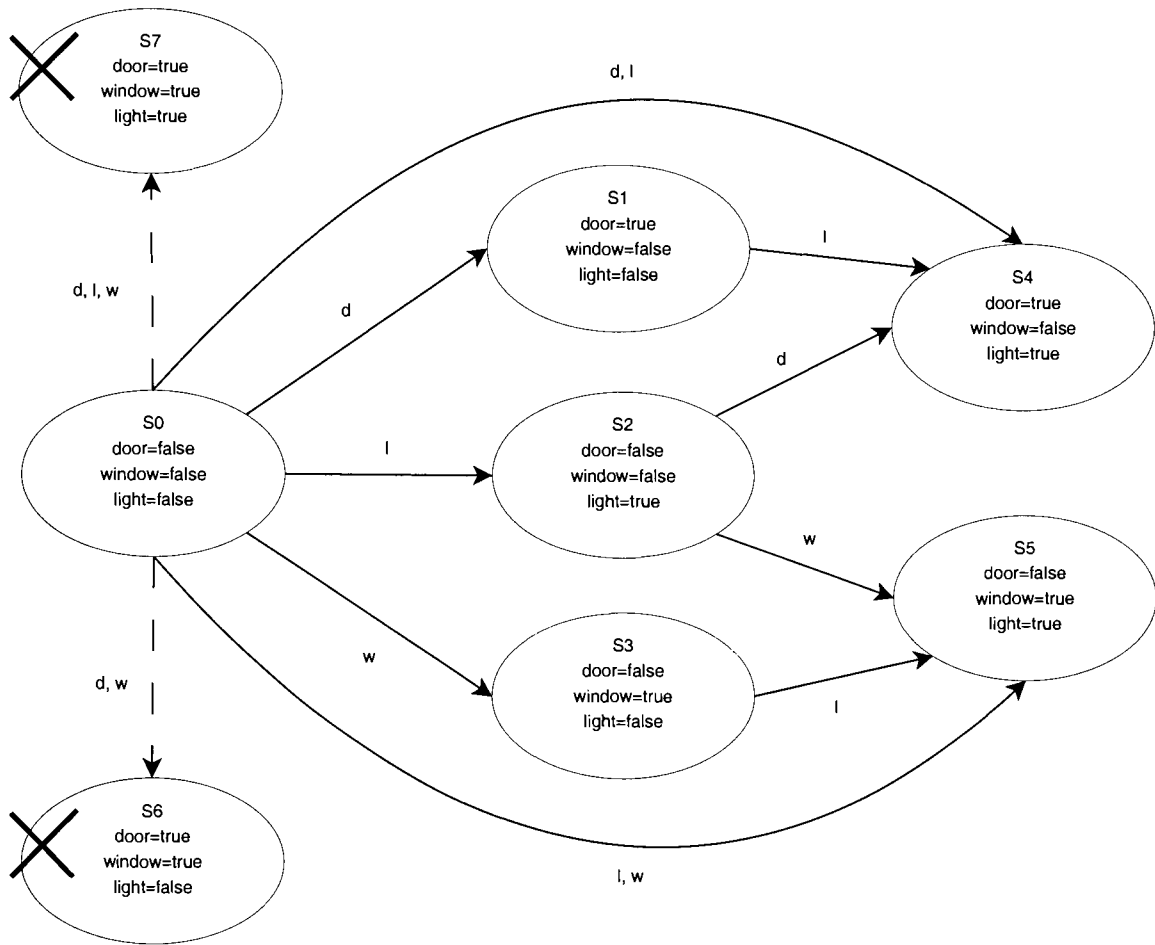 S7
door=true
window=true
light=true
d, l
S1
door=true
window=false
light=false
l
S4
door=true
window=false
light=true
d, l, w
d
d
S0
door=false
window=false
light=false
l
S2
door=false
window=false
light=true
w
S5
door=false
window=true
light=true
w
S3
door=false
window=true
light=false
l
d, w
S6
door=true
window=true
light=false
l, w